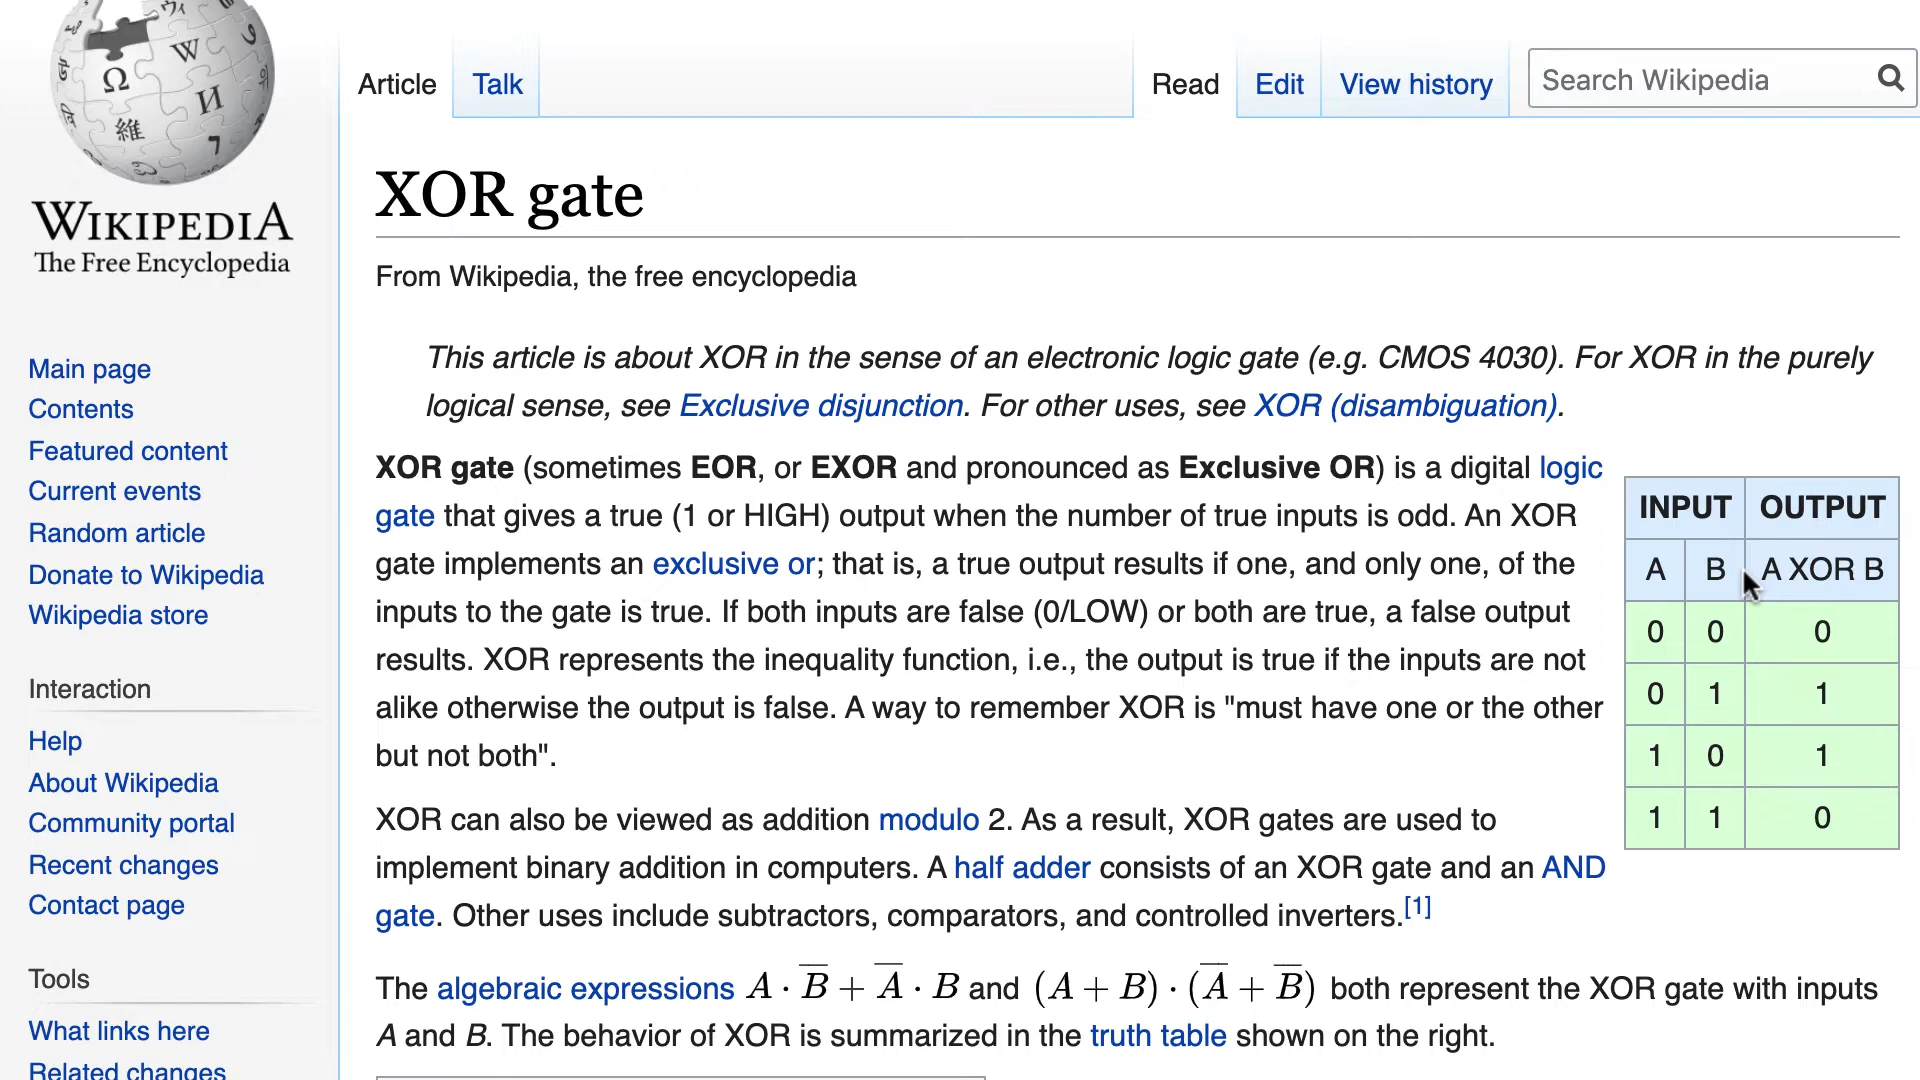 Article
Talk
Read
Edit
View history
Search Wikipedia
WIKIPEDIA
The Free Encyclopedia
Main page
Contents
Featured content
Current events
Random article
Donate to Wikipedia
Wikipedia store
Interaction
Help
About Wikipedia
Community portal
Recent changes
Contact page
Tools
What links here
Related changes
XOR gate
From Wikipedia, the free encyclopedia
This article is about XOR in the sense of an electronic logic gate (e.g. CMOS 4030). For XOR in the purely
logical sense, see Exclusive disjunction. For other uses, see XOR (disambiguation).
XOR gate (sometimes EOR, or EXOR and pronounced as Exclusive OR) is a digital logic
gate that gives a true (1 or HIGH) output when the number of true inputs is odd. An XOR
gate implements an exclusive or; that is, a true output results if one, and only one, of the
inputs to the gate is true. If both inputs are false (0/LOW) or both are true, a false output
results. XOR represents the inequality function, i.e., the output is true if the inputs are not
alike otherwise the output is false. A way to remember XOR is "must have one or the other
but not both".
XOR can also be viewed as addition modulo 2. As a result, XOR gates are used to
implement binary addition in computers. A half adder consists of an XOR gate and an AND
gate. Other uses include subtractors, comparators, and controlled inverters.[1]
The algebraic expressions A · B̅ + A̅ · B and (A + B) · (A̅ + B̅) both represent the XOR gate with inputs
A and B. The behavior of XOR is summarized in the truth table shown on the right.
INPUT OUTPUT
A B A XOR B
0 0 0
0 1 1
1 0 1
1 1 0